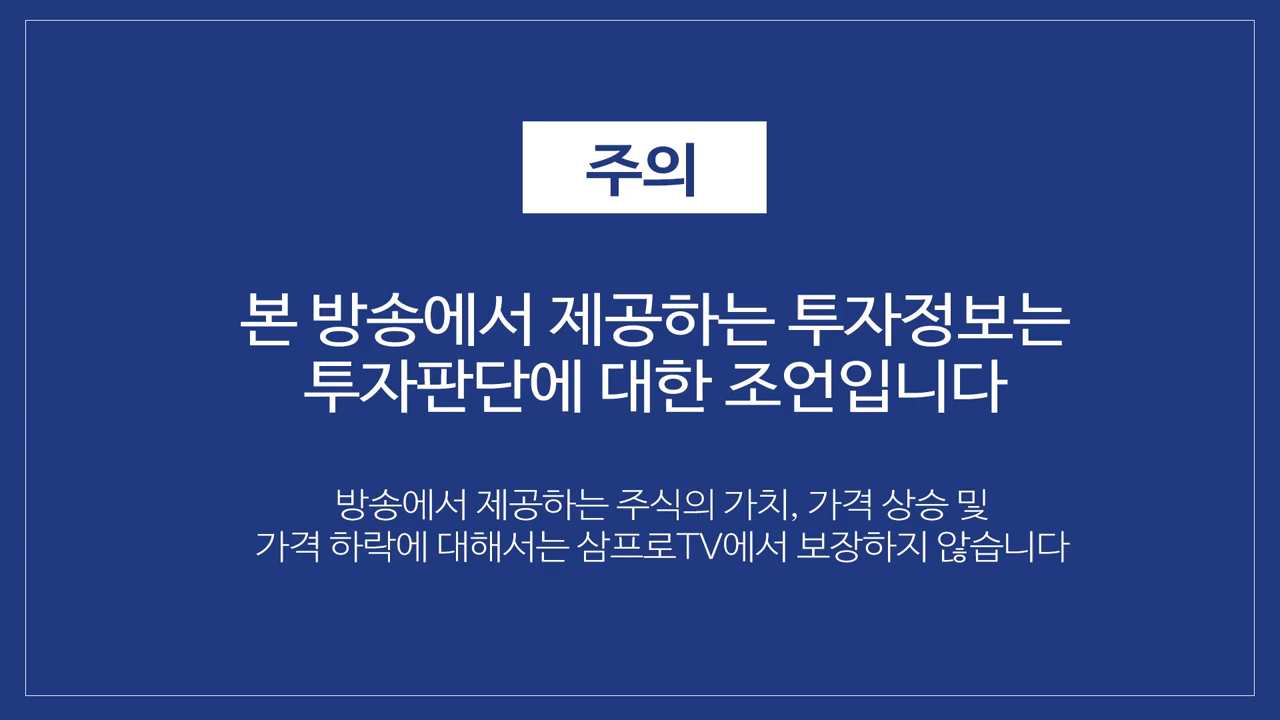 주의
본 방송에서 제공하는 투자정보는
투자판단에 대한 조언입니다
방송에서 제공하는 주식의 가치, 가격 상승 및
가격 하락에 대해서는 삼프로TV에서 보장하지 않습니다